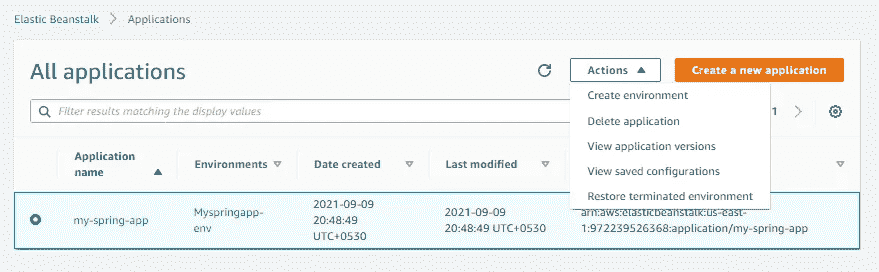 Elastic Beanstalk > Applications
All applications
Actions ▲
Create a new application
Filter results matching the display values
1
Create environment
Delete application
View application versions
View saved configurations
Restore terminated environment
Application name
Environments
Date created
Last modified
my-spring-app
Myspringapp-
env
2021-09-09
20:48:49
UTC+0530
2021-09-09
20:48:49 UTC+0530
arn:aws:elasticbeanstalk:us-east-
1:972239526368:application/my-spring-app